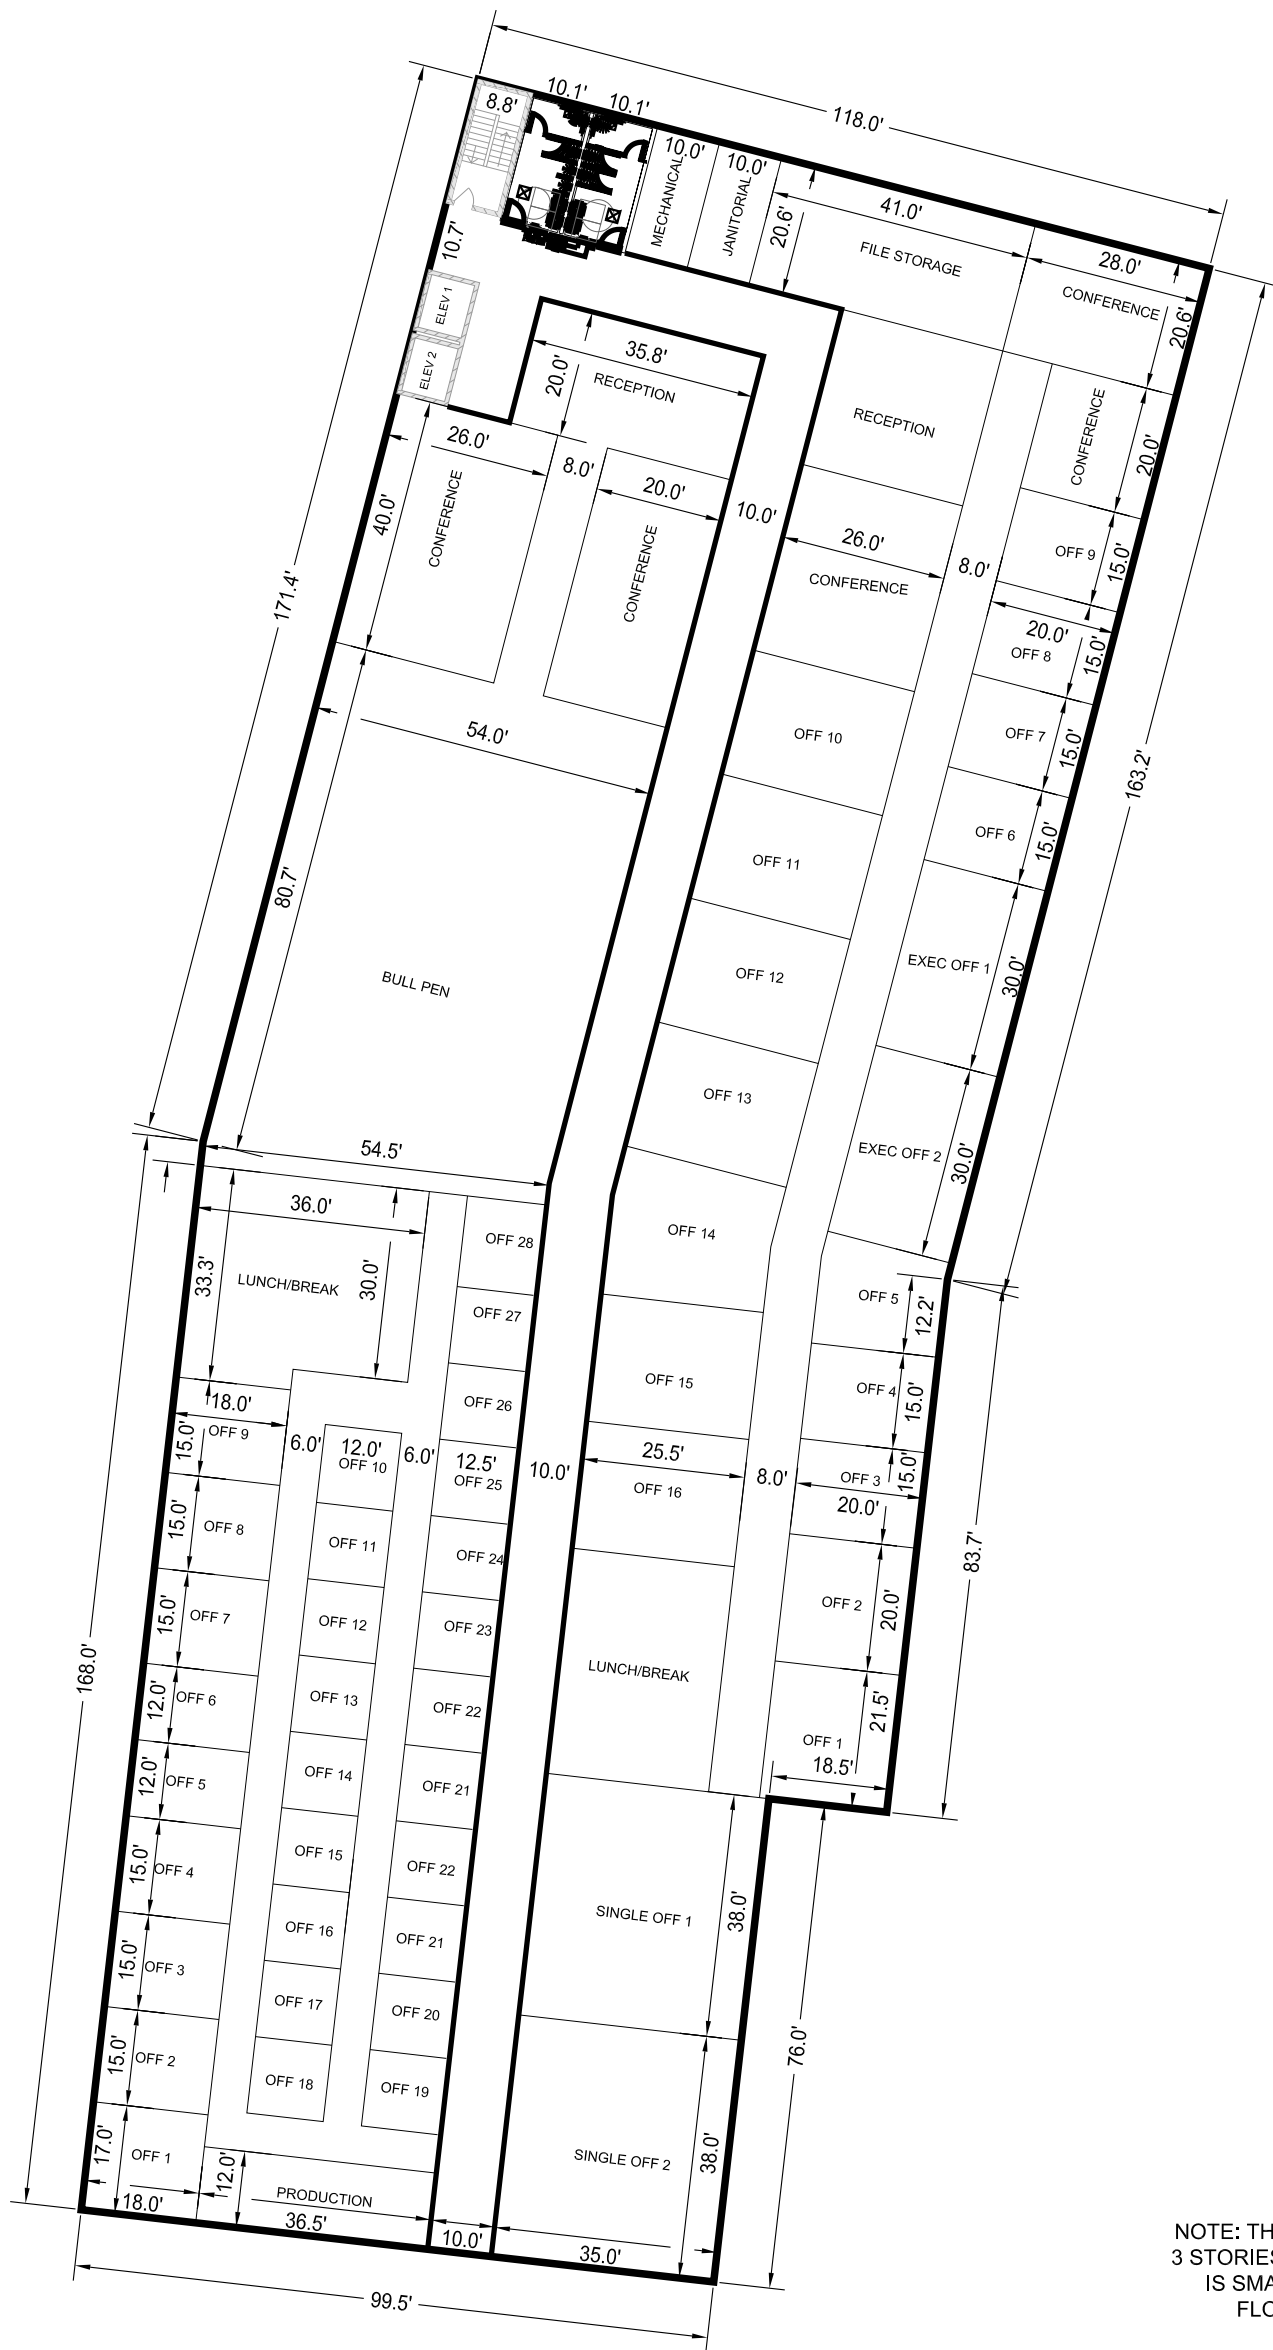 118.0'
8.8'
10.1'
10.1'
10.0'
MECHANICAL
10.0'
JANITORIAL
20.6'
41.0'
FILE STORAGE
28.0'
CONFERENCE
20.6'
10.7'
ELEV 1
ELEV 2
35.8'
20.0'
RECEPTION
26.0'
8.0'
20.0'
40.0'
CONFERENCE
CONFERENCE
10.0'
RECEPTION
CONFERENCE
20.0'
26.0'
CONFERENCE
8.0'
OFF 9
15.0'
20.0'
OFF 8
15.0'
171.4'
54.0'
OFF 10
OFF 7
15.0'
163.2'
OFF 6
15.0'
80.7'
OFF 11
BULL PEN
OFF 12
EXEC OFF 1
30.0'
OFF 13
EXEC OFF 2
30.0'
54.5'
36.0'
33.3'
LUNCH/BREAK
30.0'
OFF 28
OFF 14
OFF 5
12.2'
OFF 27
OFF 15
OFF 4
15.0'
18.0'
15.0'
OFF 9
6.0'
12.0'
OFF 10
6.0'
OFF 26
12.5'
OFF 25
10.0'
25.5'
OFF 16
8.0'
OFF 3
15.0'
20.0'
15.0'
OFF 8
OFF 11
OFF 24
83.7'
15.0'
OFF 7
OFF 12
OFF 23
OFF 2
20.0'
168.0'
12.0'
OFF 6
OFF 13
OFF 22
LUNCH/BREAK
21.5'
OFF 1
18.5'
12.0'
OFF 5
OFF 14
OFF 21
15.0'
OFF 4
OFF 15
OFF 22
SINGLE OFF 1
38.0'
15.0'
OFF 3
OFF 16
OFF 21
15.0'
OFF 2
OFF 17
OFF 20
76.0'
OFF 18
OFF 19
17.0'
OFF 1
12.0'
SINGLE OFF 2
38.0'
18.0'
PRODUCTION
36.5'
10.0'
35.0'
99.5'
NOTE: TH
3 STORIES
IS SMA
FLO